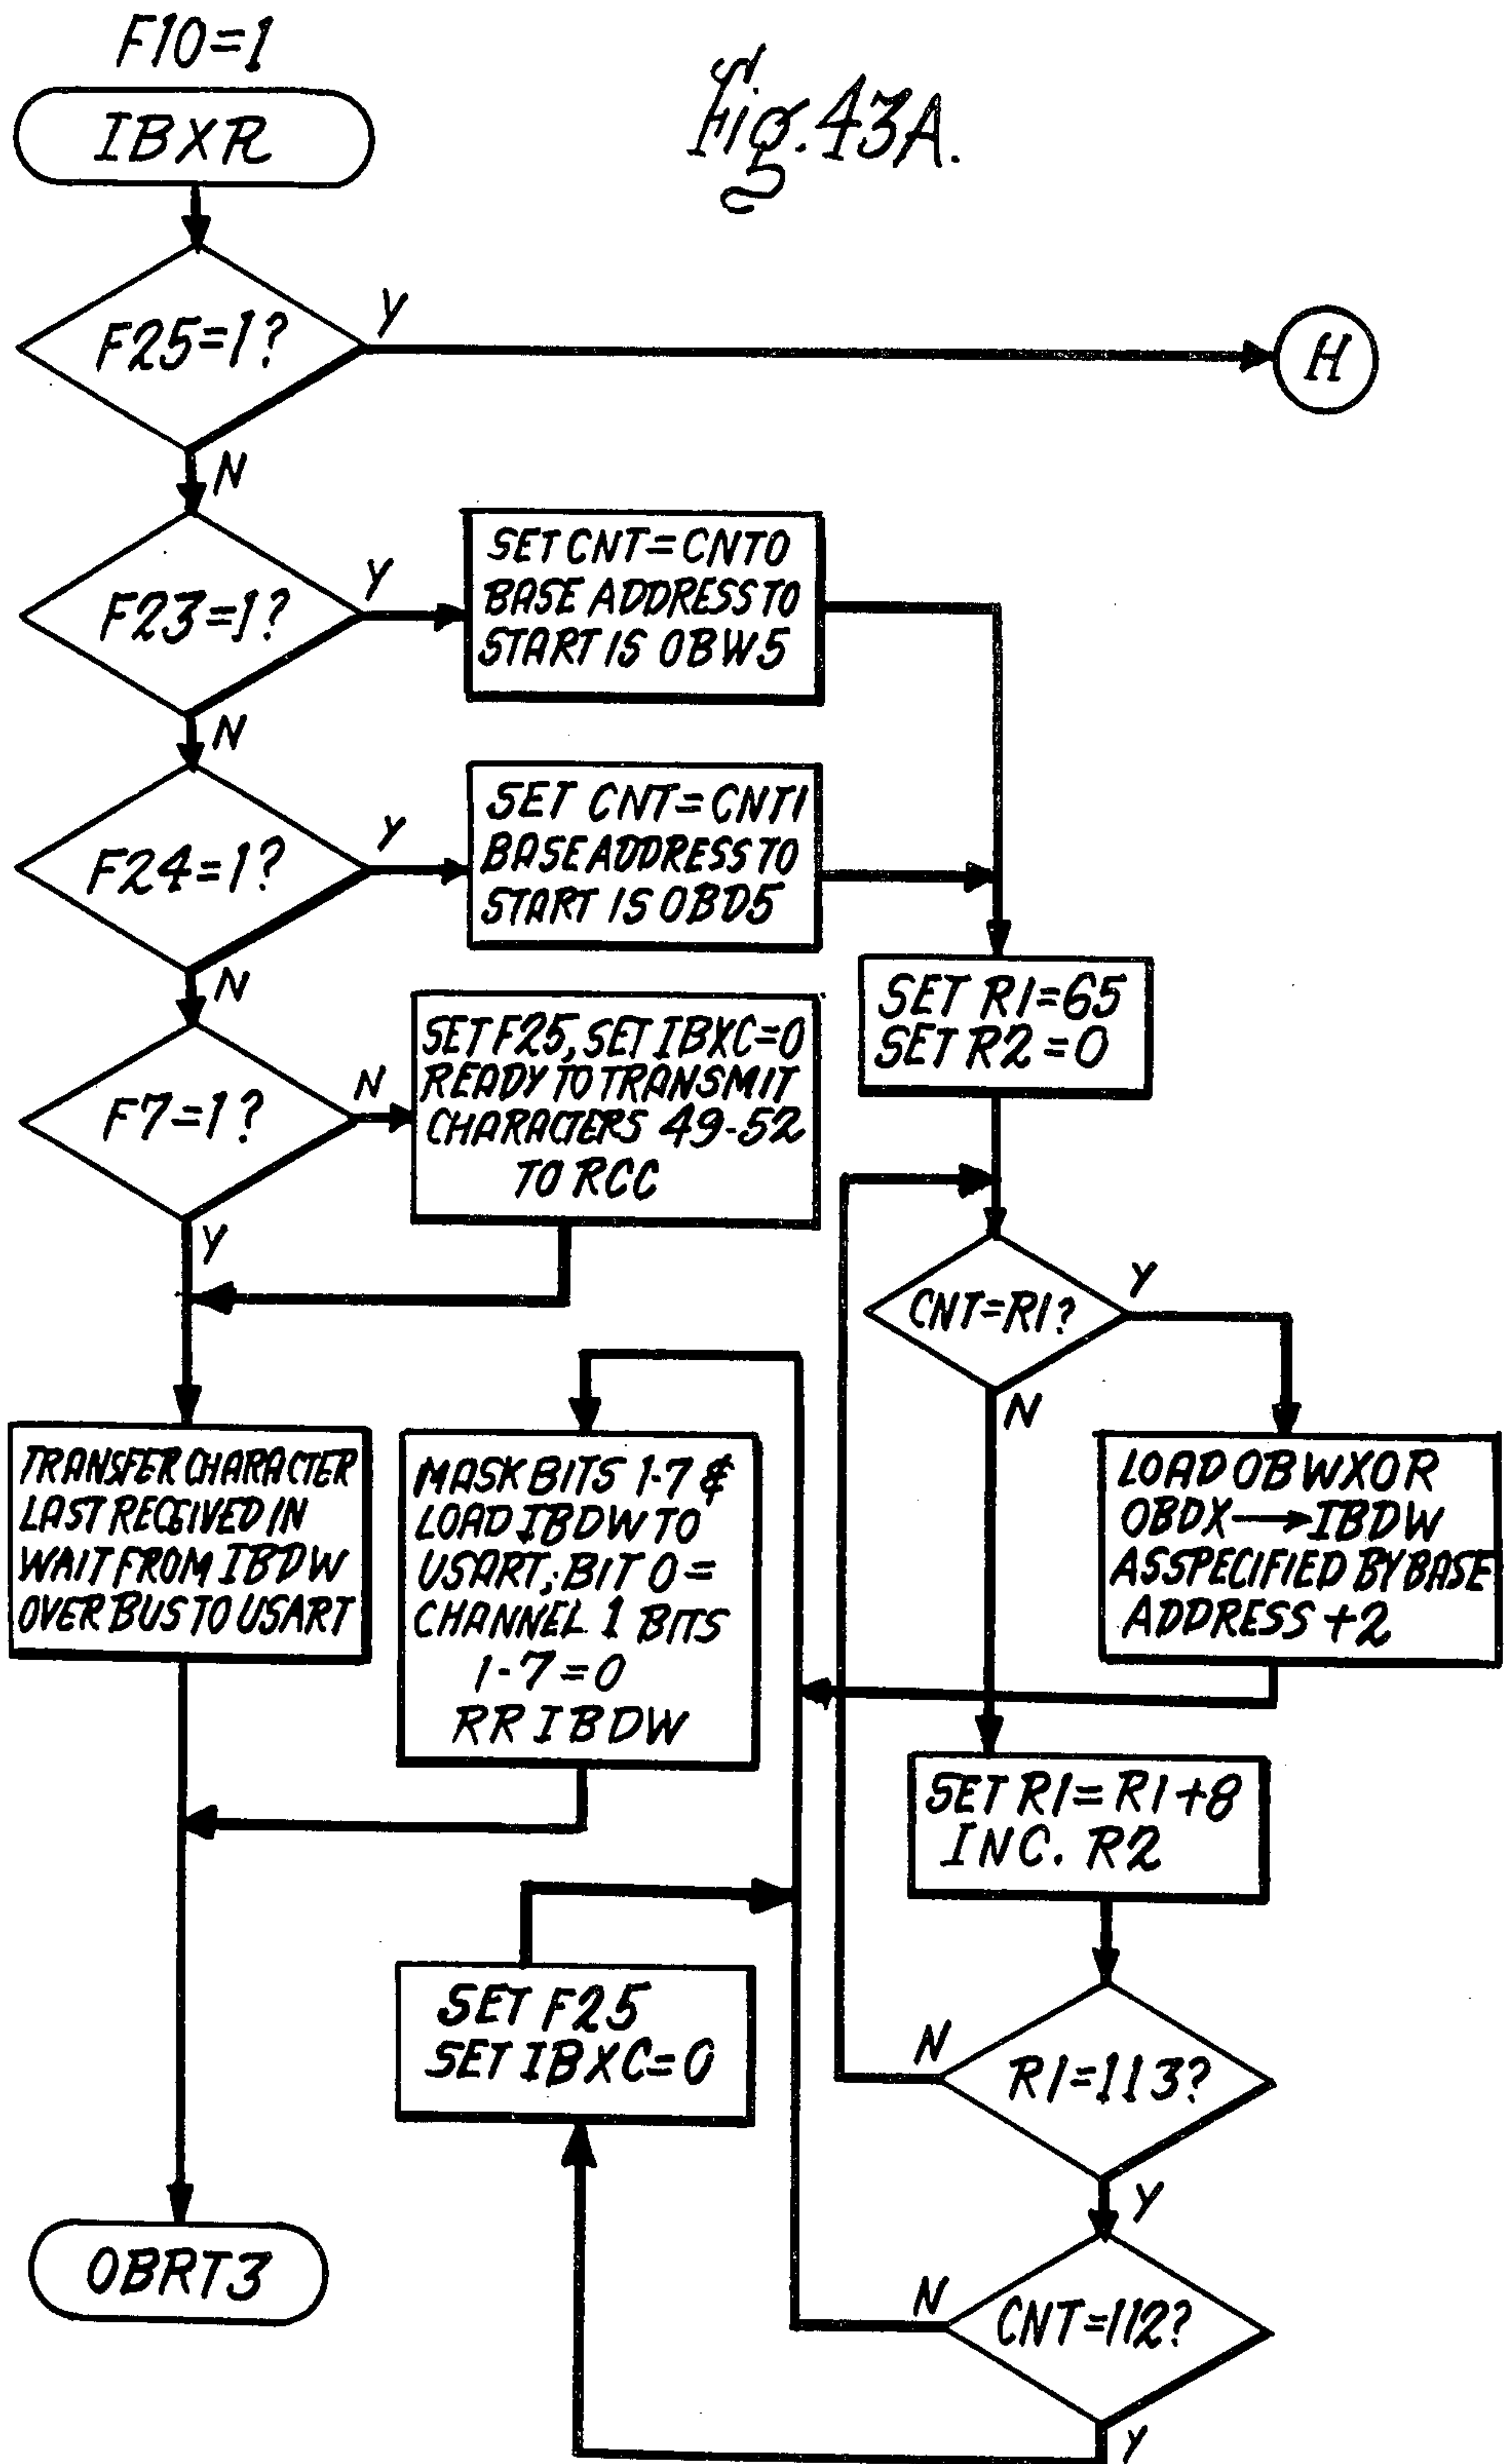 F10=1
Fig. 43A.
IBXR
F25=1?
Y
H
N
F23=1?
Y
SET CNT=CNT0
BASE ADDRESS TO
START IS OBW5
N
F24=1?
Y
SET CNT=CNT1
BASE ADDRESS TO
START IS OBD5
N
F7=1?
N
SET F25, SET IBXC=0
READY TO TRANSMIT
CHARACTERS 49-52
TO RCC
Y
SET R1=65
SET R2=0
CNT=R1?
Y
N
TRANSFER CHARACTER
LAST RECEIVED IN
WAIT FROM IBDW
OVER BUS TO USART
MASK BITS 1-7 &
LOAD IBDW TO
USART; BIT 0 =
CHANNEL 1 BITS
1-7=0
RR IBDW
LOAD OBWX OR
OBDX→IBDW
AS SPECIFIED BY BASE
ADDRESS +2
SET R1=R1+8
INC. R2
SET F25
SET IBXC=0
N
R1=113?
Y
OBRT3
N
CNT=112?
Y